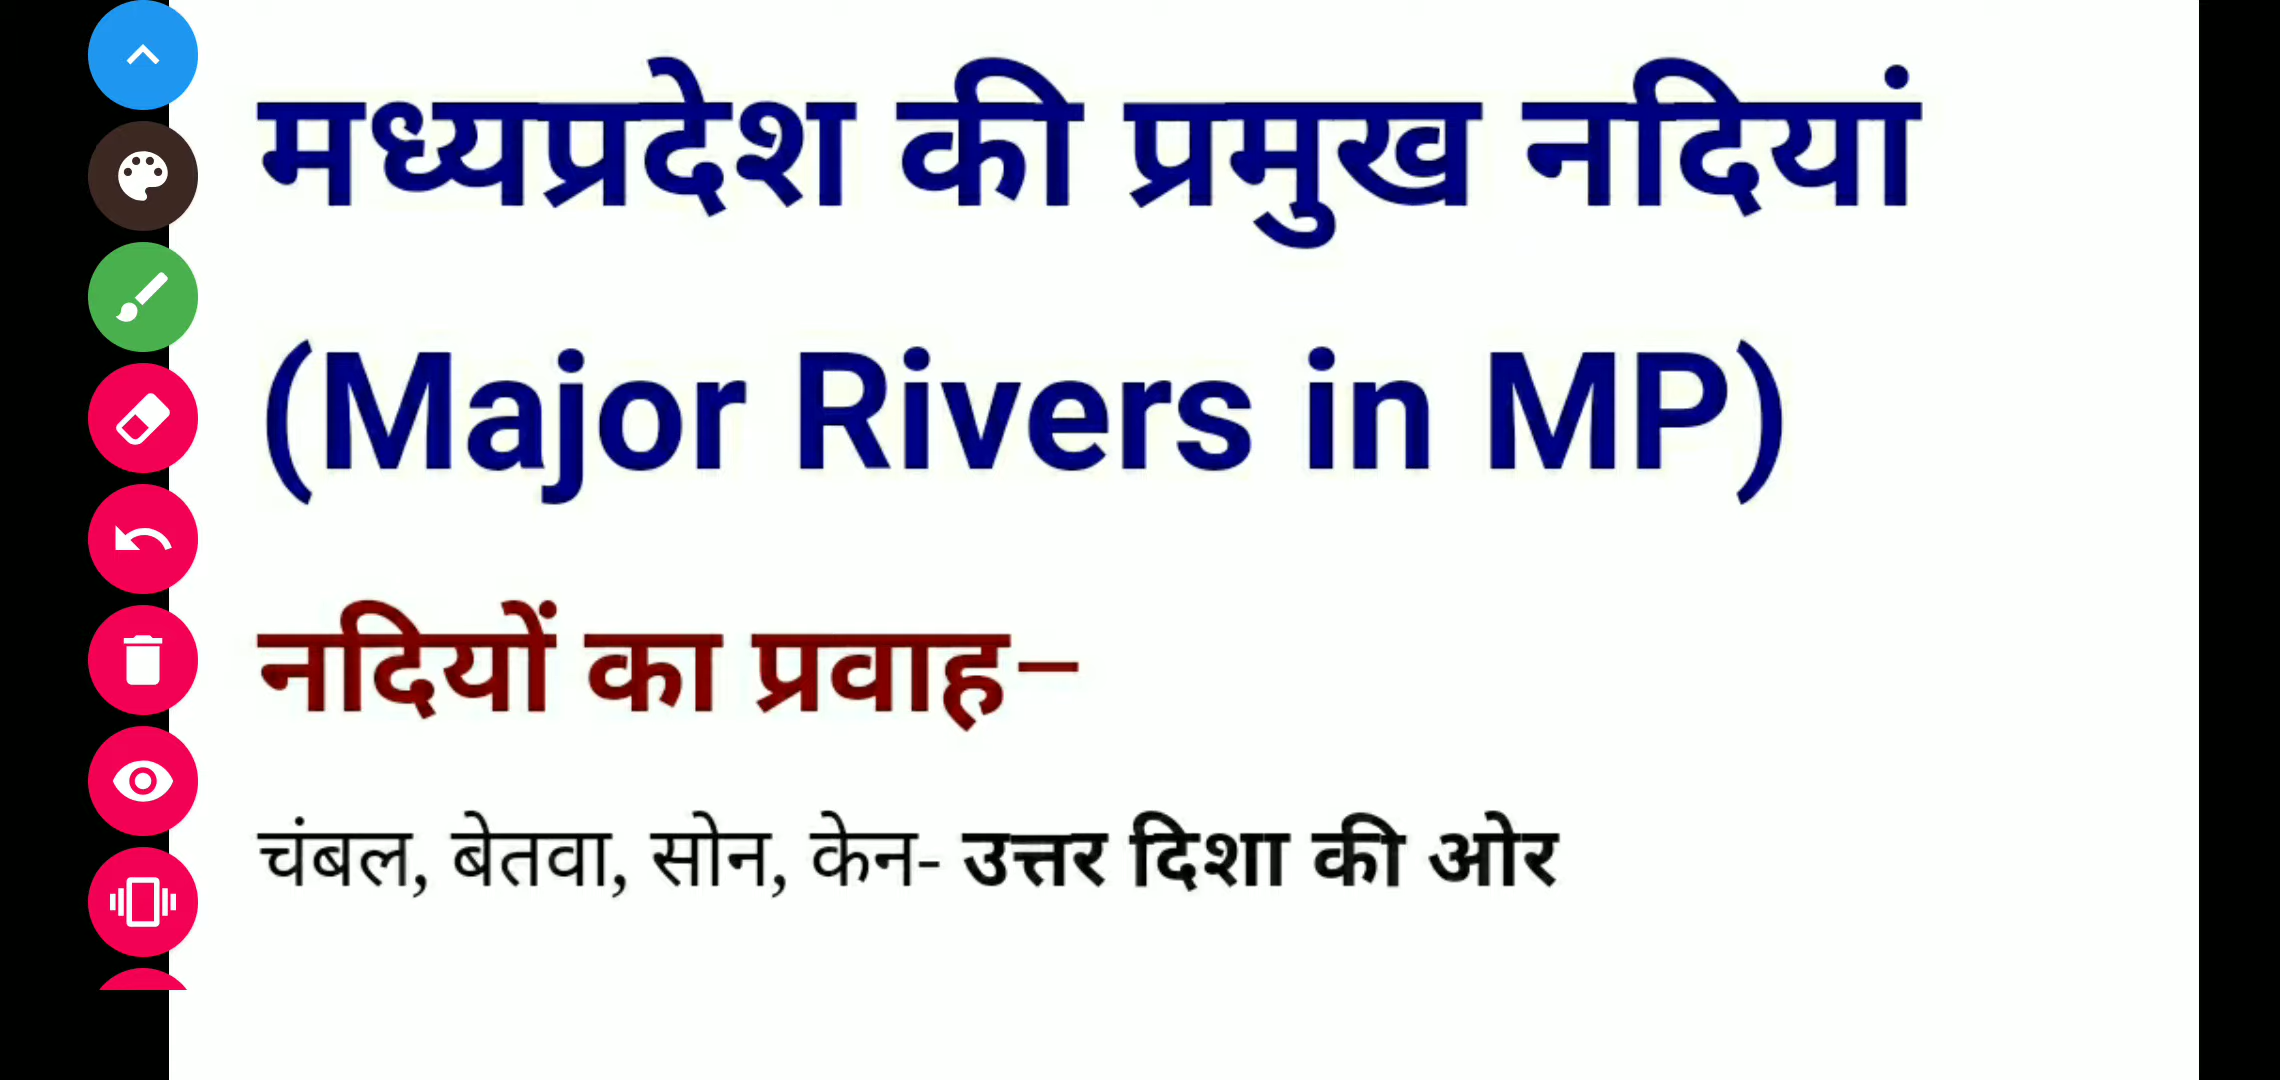 मध्यप्रदेश की प्रमुख नदियां
(Major Rivers in MP)
नदियों का प्रवाह–
चंबल, बेतवा, सोन, केन- उत्तर दिशा की ओर